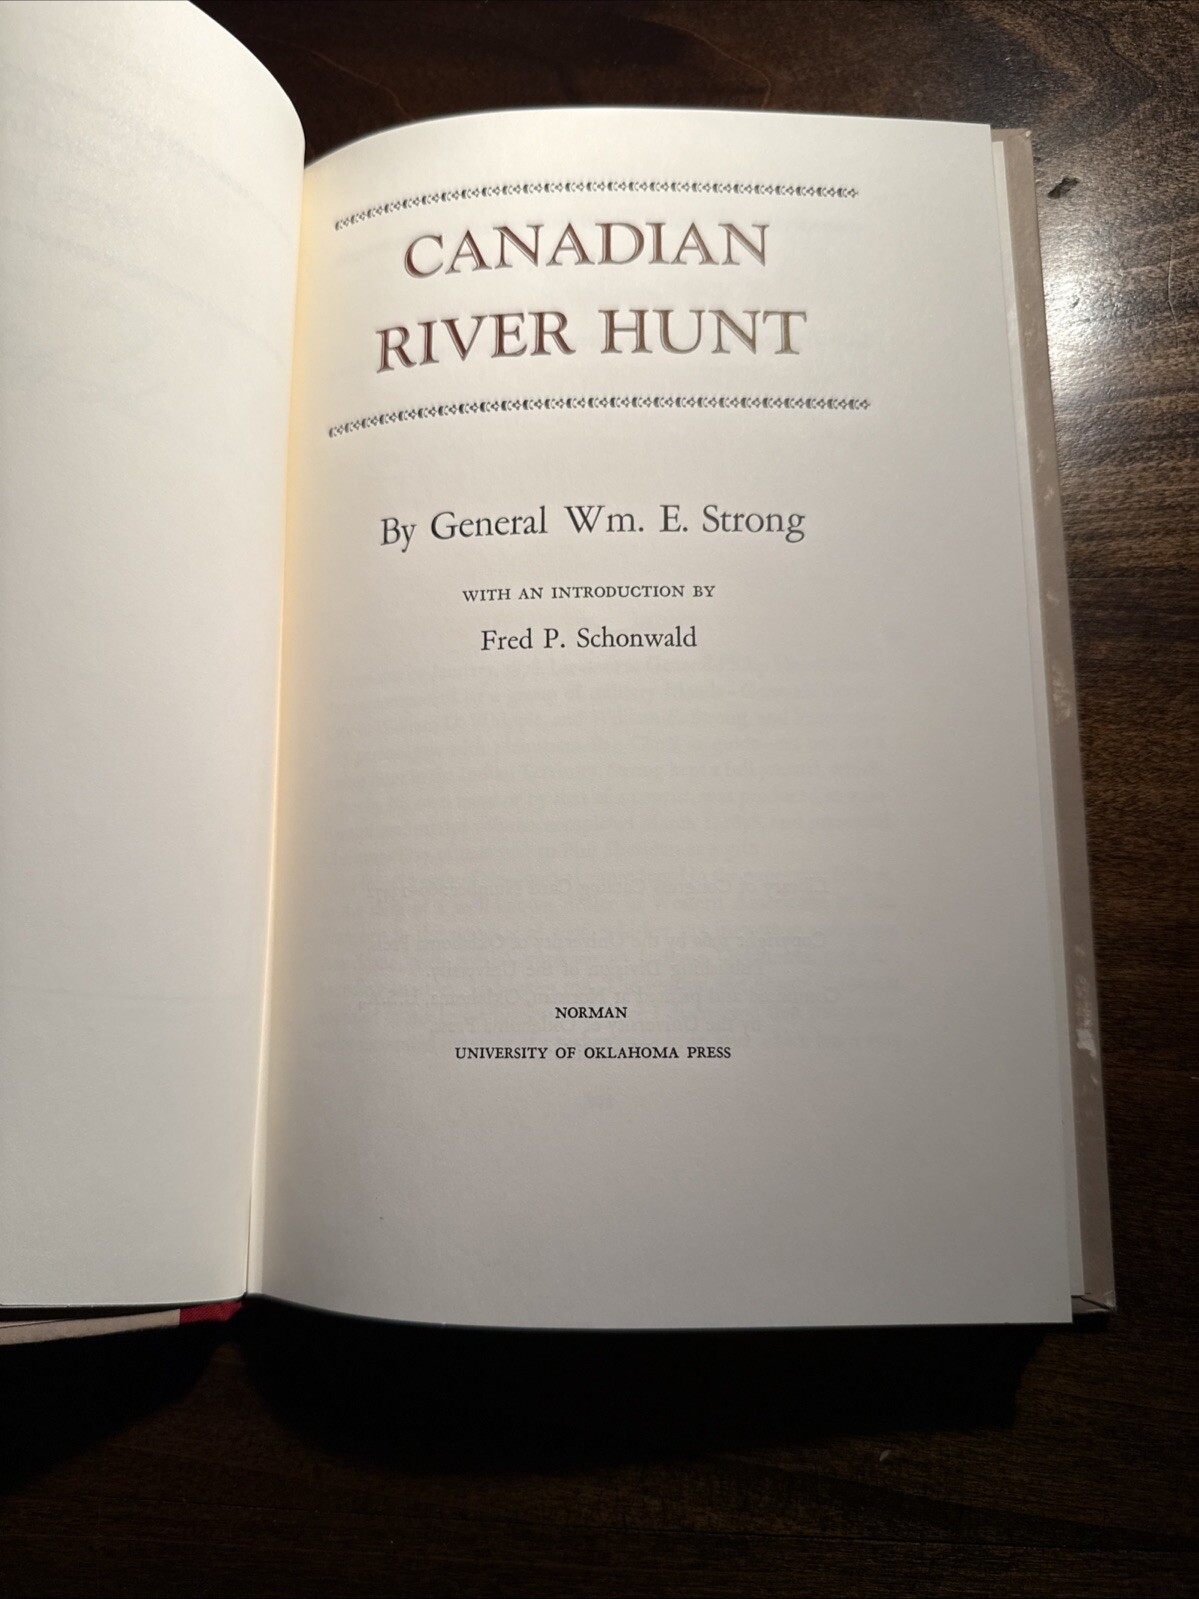 CANADIAN
RIVER HUNT
By General Wm. E. Strong
WITH AN INTRODUCTION BY
Fred P. Schonwald
NORMAN
UNIVERSITY OF OKLAHOMA PRESS